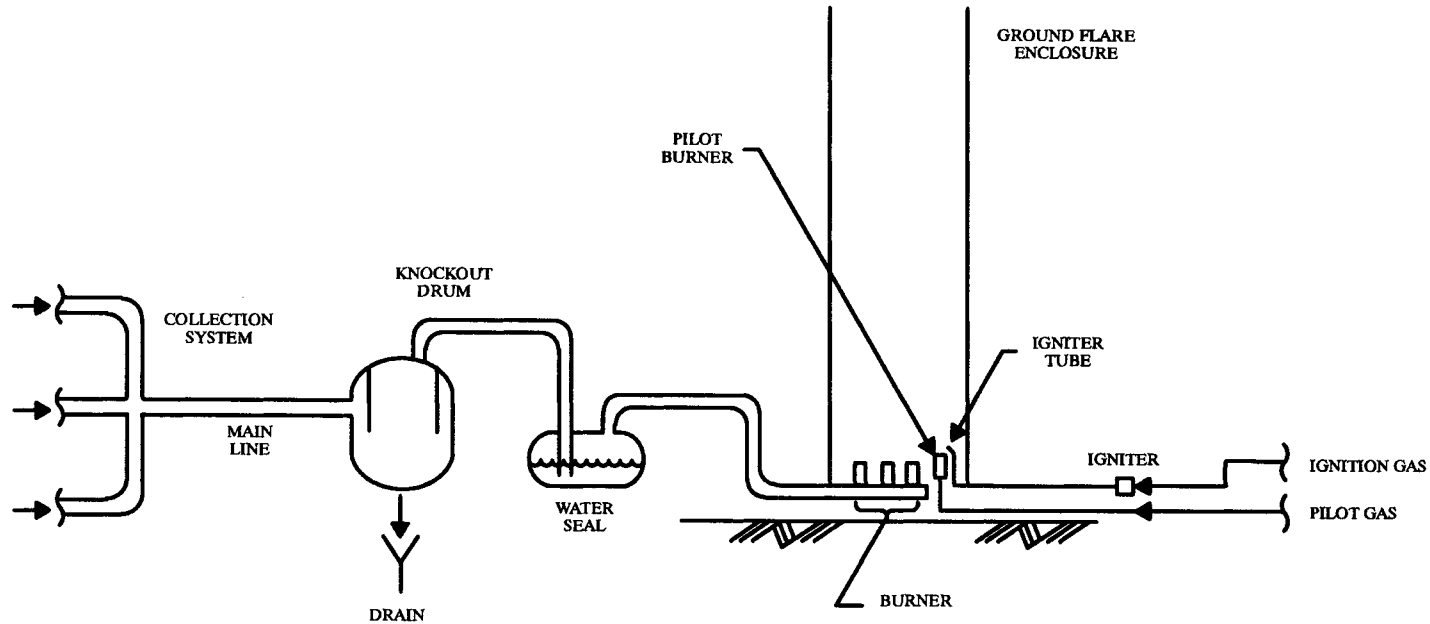 GROUND FLARE
ENCLOSURE
PILOT
BURNER
KNOCKOUT
DRUM
COLLECTION
SYSTEM
IGNITER
TUBE
MAIN
LINE
IGNITER
IGNITION GAS
WATER
SEAL
PILOT GAS
BURNER
DRAIN